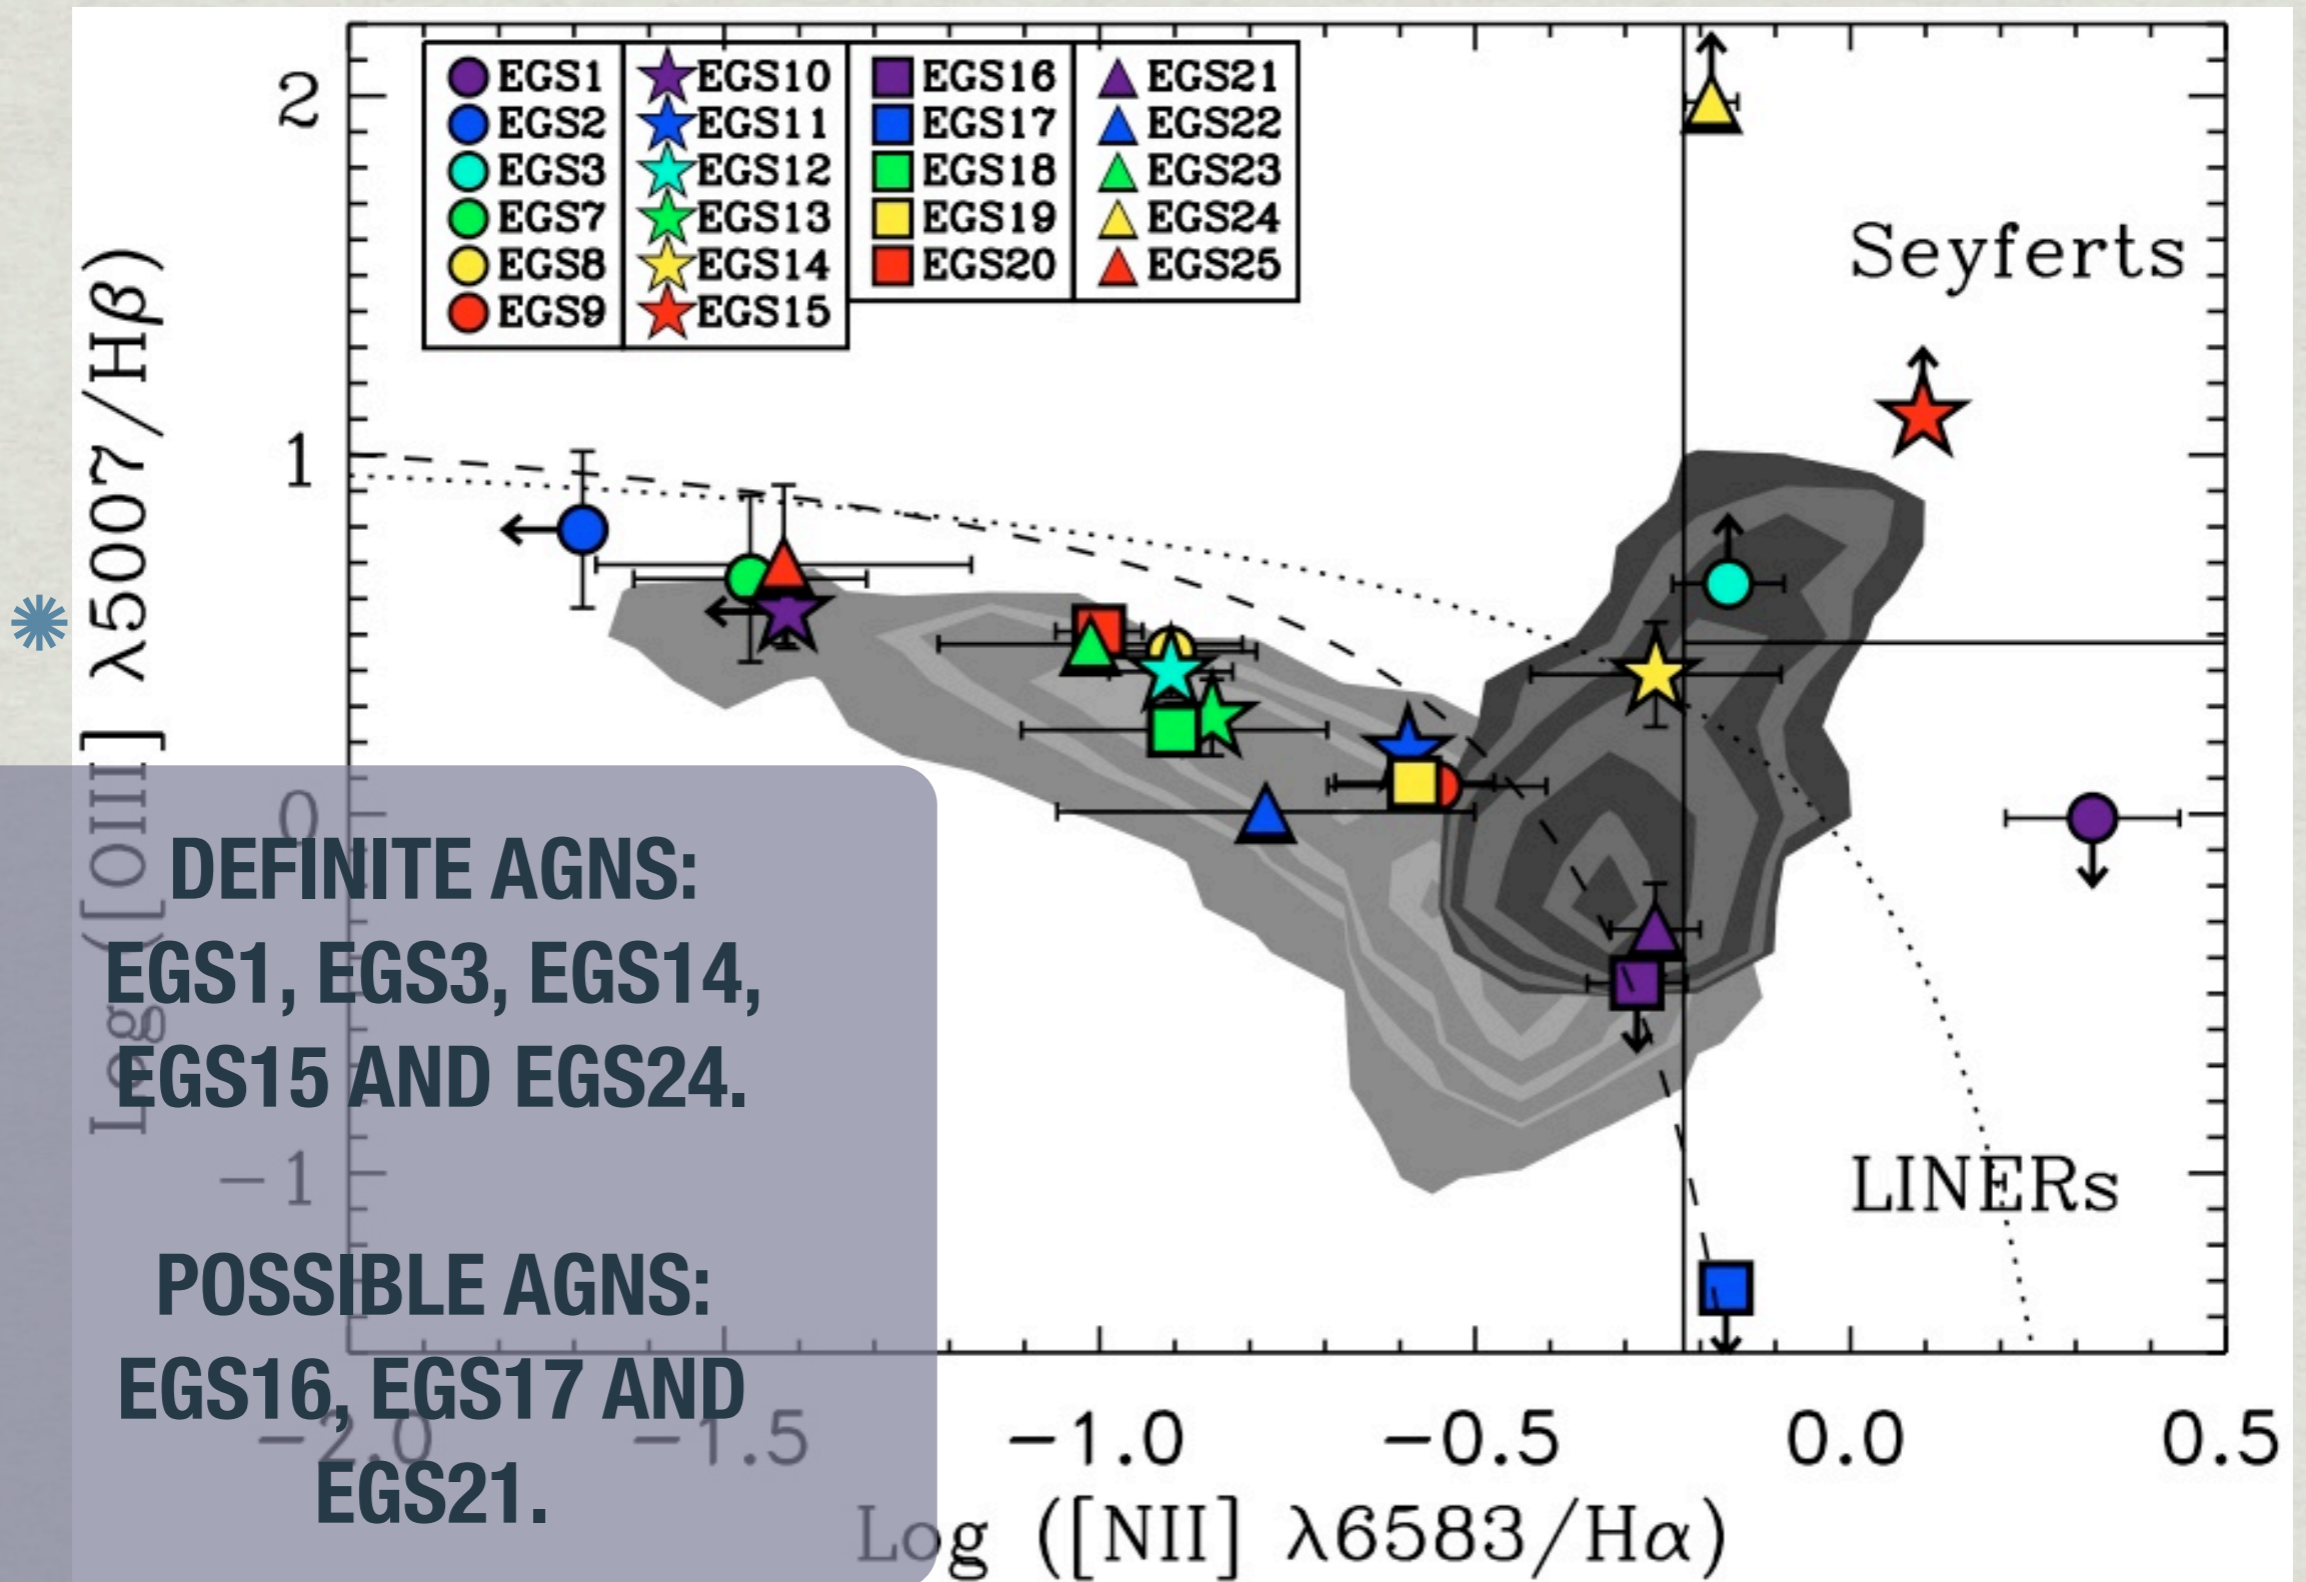 EGS1 EGS10 EGS16 EGS21
EGS2 EGS11 EGS17 EGS22
EGS3 EGS12 EGS18 EGS23
EGS7 EGS13 EGS19 EGS24
EGS8 EGS14 EGS20 EGS25
EGS9 EGS15
Seyferts
LINERs
2
1
0
−1
Log ([OIII] λ5007/Hβ)
−2.0 −1.5 −1.0 −0.5 0.0 0.5
Log ([NII] λ6583/Hα)
DEFINITE AGNS:
EGS1, EGS3, EGS14,
EGS15 AND EGS24.
POSSIBLE AGNS:
EGS16, EGS17 AND
EGS21.